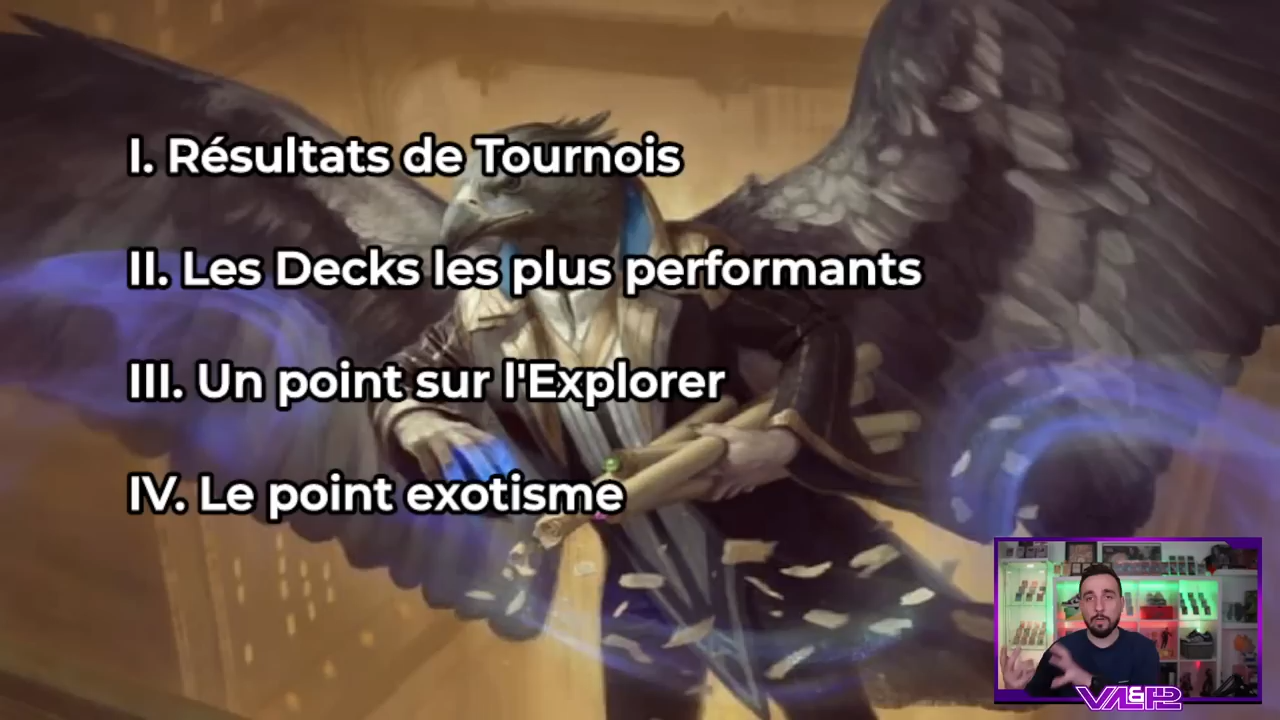 I. Résultats de Tournois
II. Les Decks les plus performants
III. Un point sur l'Explorer
IV. Le point exotisme